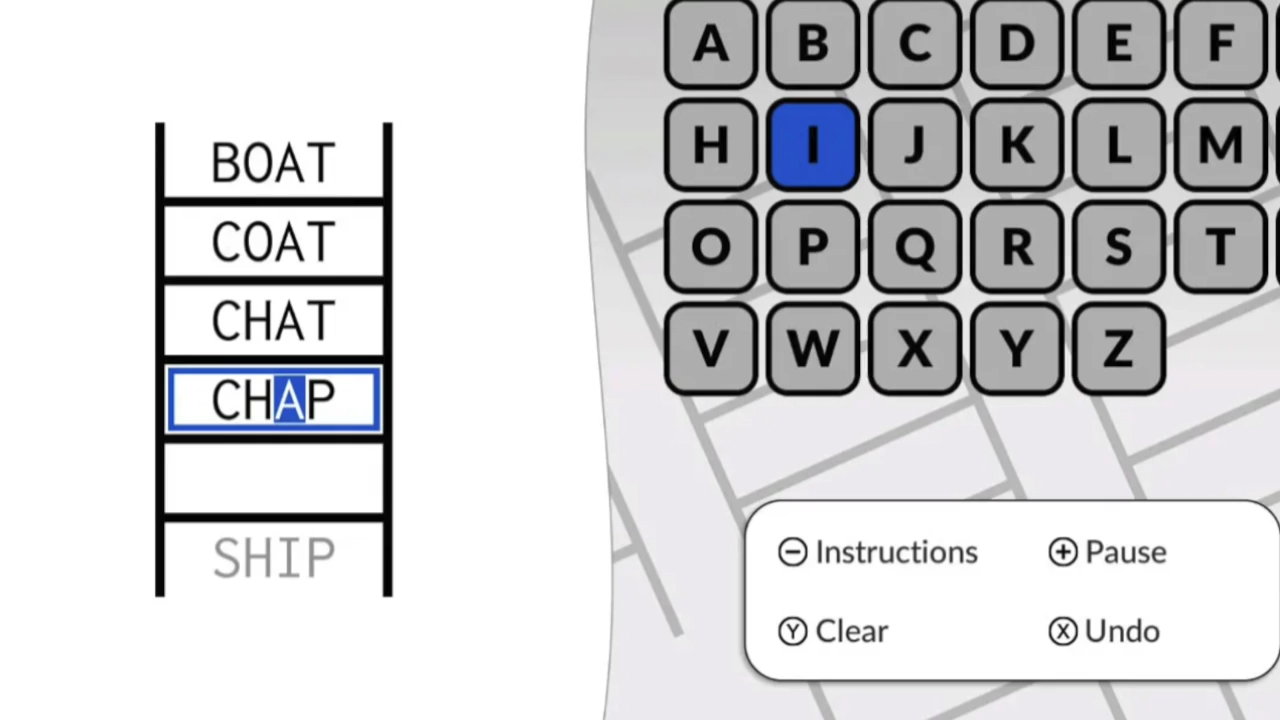 BOAT
COAT
CHAT
CHAP
SHIP
A B C D E F
H I J K L M
O P Q R S T
V W X Y Z
⊖ Instructions ⊕ Pause
Ⓨ Clear Ⓧ Undo